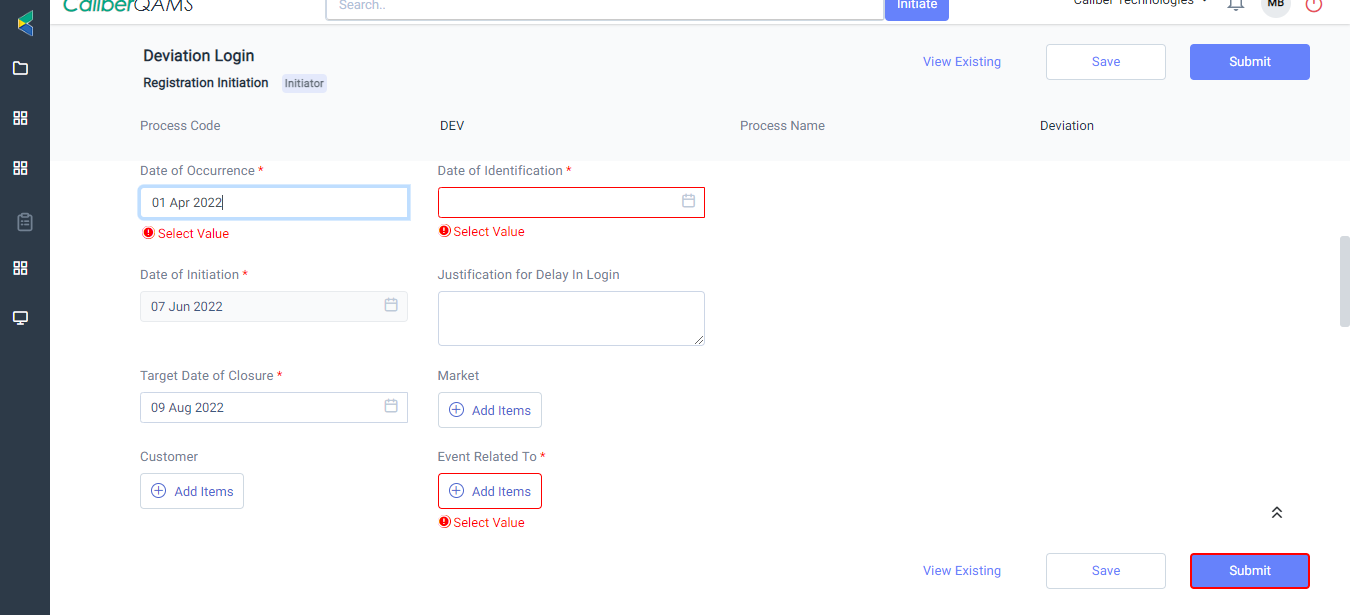 CaliberQAMS
Search..
Initiate
Caliber Technologies
MB
Deviation Login
View Existing
Save
Submit
Registration Initiation Initiator
Process Code DEV Process Name Deviation
Date of Occurrence * Date of Identification *
01 Apr 2022
Select Value Select Value
Date of Initiation * Justification for Delay In Login
07 Jun 2022
Target Date of Closure * Market
09 Aug 2022 Add Items
Customer Event Related To *
Add Items Add Items
Select Value
View Existing Save Submit